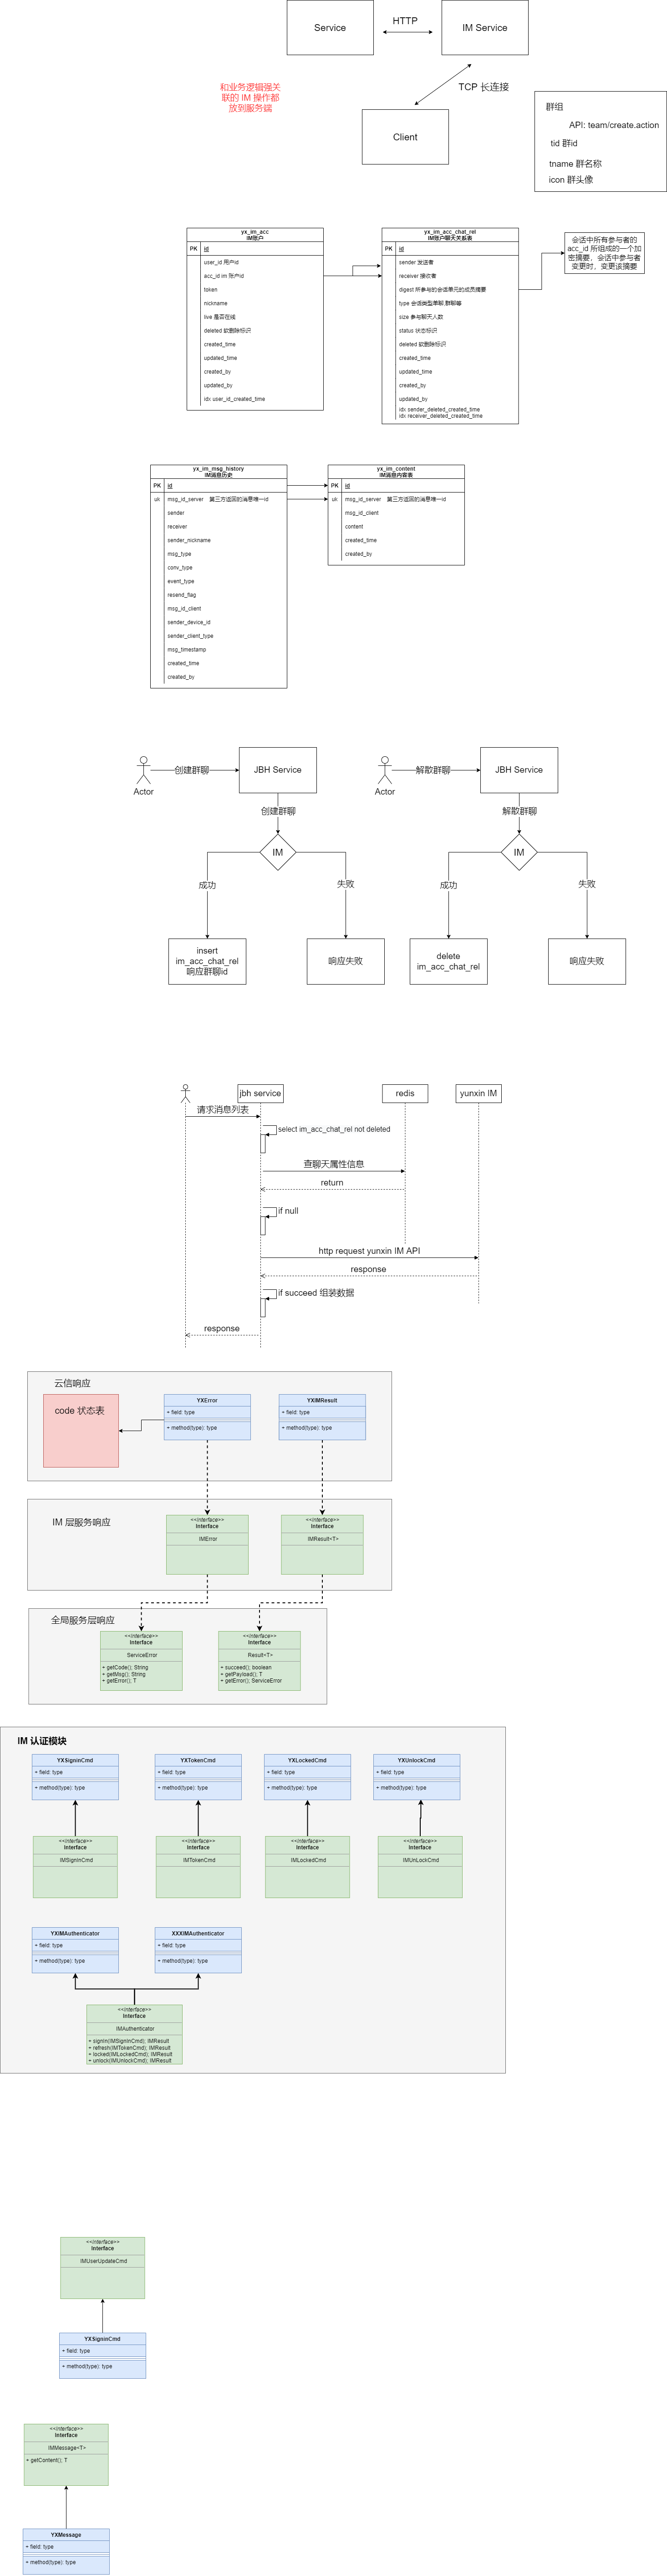 Service
HTTP
IM Service
和业务逻辑强关
联的 IM 操作都
放到服务端
TCP 长连接
Client
群组
API: team/create.action
tid 群id
tname 群名称
icon 群头像
yx_im_acc
IM账户
PK
id
user_id 用户id
acc_id im 账户id
token
nickname
live 是否在线
deleted 软删除标识
created_time
updated_time
created_by
updated_by
idx user_id_created_time
yx_im_acc_chat_rel
IM账户聊天关系表
PK
id
sender 发送者
receiver 接收者
digest 所参与的会话单元的成员摘要
type 会话类型单聊,群聊等
size 参与聊天人数
status 状态标识
deleted 软删除标识
created_time
updated_time
created_by
updated_by
idx sender_deleted_created_time
idx receiver_deleted_created_time
会话中所有参与者的
acc_id 所组成的一个加
密摘要、会话中参与者
变更时，变更该摘要
yx_im_msg_history
IM消息历史
PK
id
uk
msg_id_server 第三方返回的消息唯一id
sender
receiver
sender_nickname
msg_type
conv_type
event_type
resend_flag
msg_id_client
sender_device_id
sender_client_type
msg_timestamp
created_time
created_by
yx_im_content
IM消息内容表
PK
id
uk
msg_id_server 第三方返回的消息唯一id
msg_id_client
content
created_time
created_by
Actor
创建群聊
JBH Service
创建群聊
IM
成功
失败
insert
im_acc_chat_rel
响应群聊id
响应失败
Actor
解散群聊
JBH Service
解散群聊
IM
成功
失败
delete
im_acc_chat_rel
响应失败
jbh service
redis
yunxin IM
请求消息列表
select im_acc_chat_rel not deleted
查聊天属性信息
return
if null
http request yunxin IM API
response
if succeed 组装数据
response
云信响应
code 状态表
YXError
+ field: type
+ method(type): type
YXIMResult
+ field: type
+ method(type): type
IM 层服务响应
<<Interface>>
Interface
IMError
<<Interface>>
Interface
IMResult<T>
全局服务层响应
<<Interface>>
Interface
ServiceError
+ getCode(); String
+ getMsg(); String
+ getError(); T
<<Interface>>
Interface
Result<T>
+ succeed(); boolean
+ getPayload(); T
+ getError(); ServiceError
IM 认证模块
YXSigninCmd
+ field: type
+ method(type): type
YXTokenCmd
+ field: type
+ method(type): type
YXLockedCmd
+ field: type
+ method(type): type
YXUnlockCmd
+ field: type
+ method(type): type
<<Interface>>
Interface
IMSignInCmd
<<Interface>>
Interface
IMTokenCmd
<<Interface>>
Interface
IMLockedCmd
<<Interface>>
Interface
IMUnLockCmd
YXIMAuthenticator
+ field: type
+ method(type): type
XXXIMAuthenticator
+ field: type
+ method(type): type
<<Interface>>
Interface
IMAuthenticator
+ signin(IMSignInCmd); IMResult
+ refresh(IMTokenCmd); IMResult
+ locked(IMLockedCmd); IMResult
+ unlock(IMUnlockCmd); IMResult
<<Interface>>
Interface
IMUserUpdateCmd
YXSigninCmd
+ field: type
+ method(type): type
<<Interface>>
Interface
IMMessage<T>
+ getContent(); T
YXMessage
+ field: type
+ method(type): type